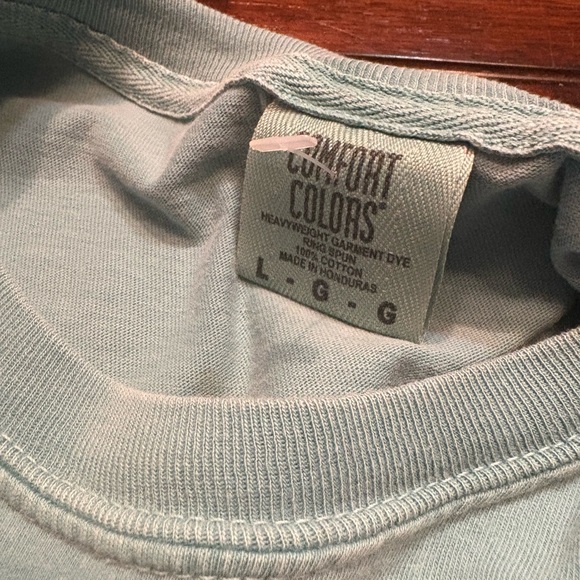 COMFORT
COLORS®
HEAVYWEIGHT GARMENT DYE
RING SPUN
100% COTTON
MADE IN HONDURAS
L - G - G